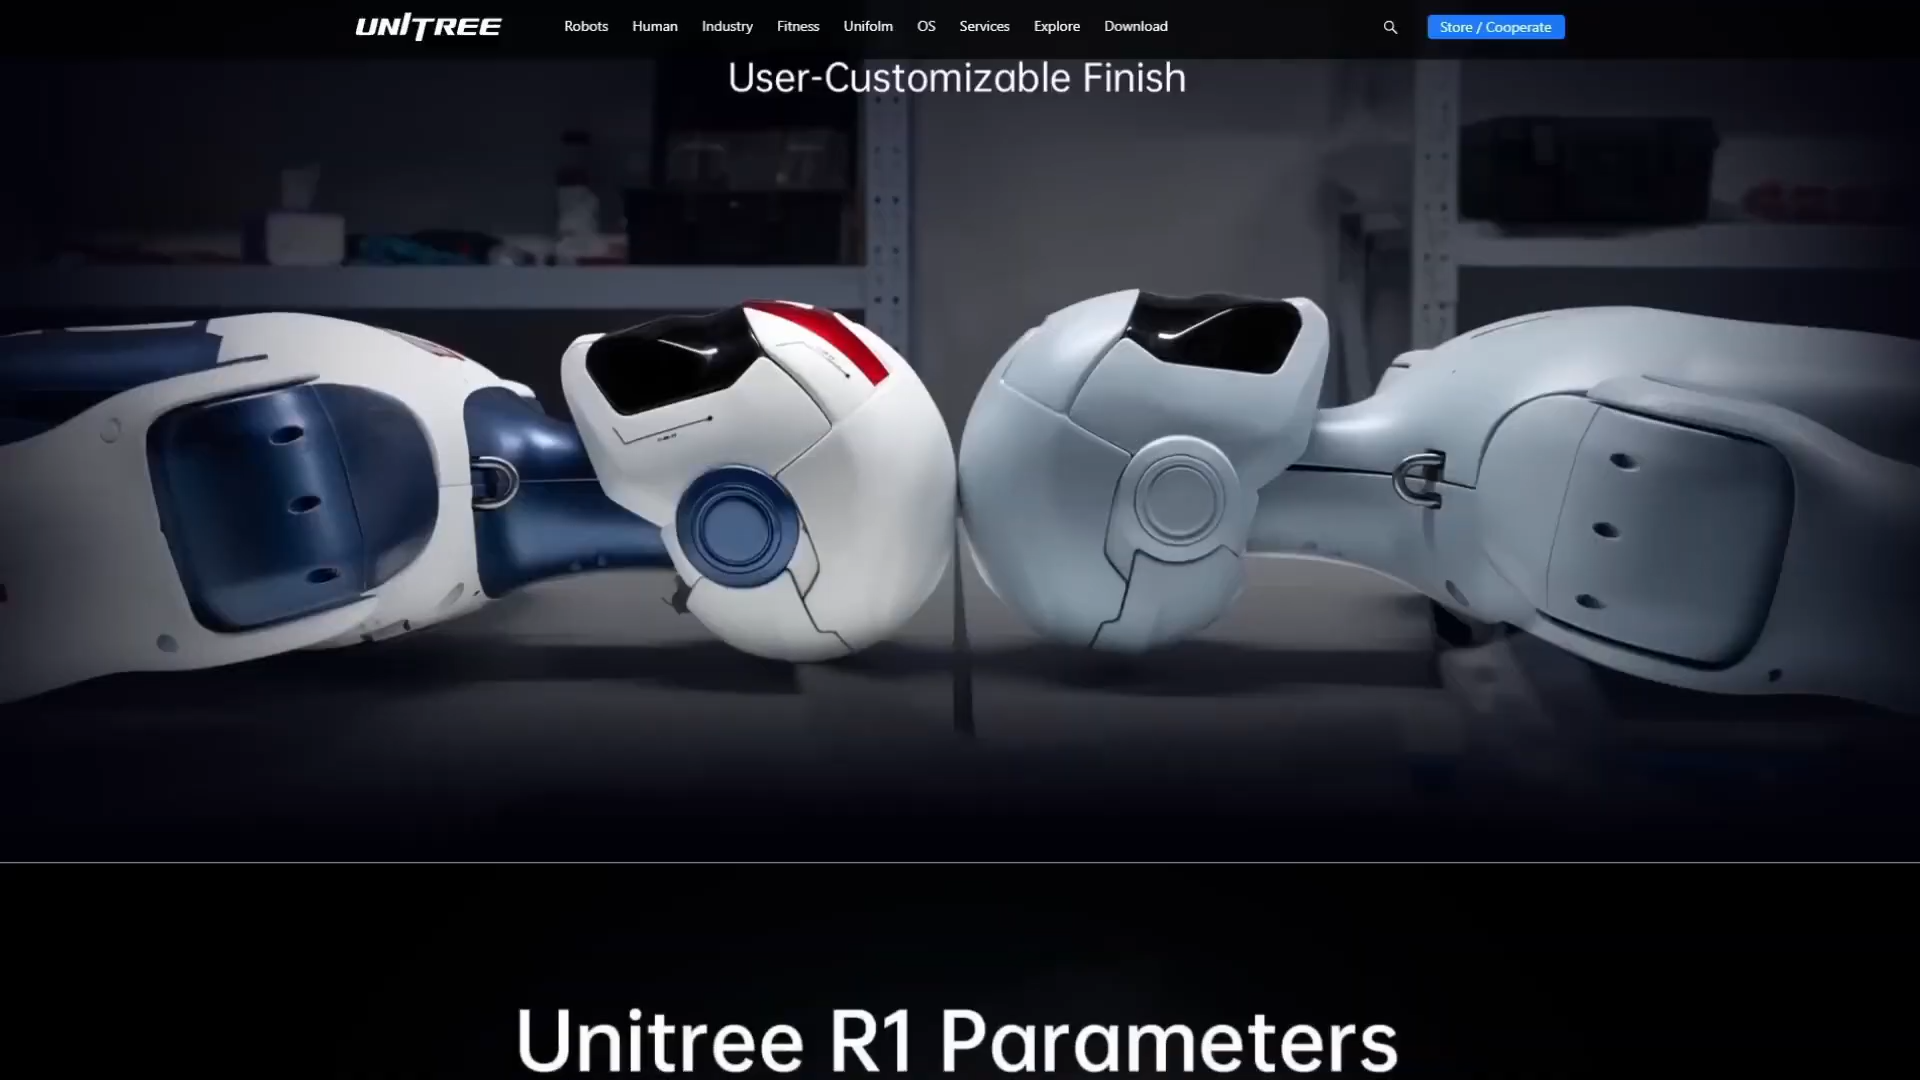 UNITREE
Robots Human Industry Fitness Unifolm OS Services Explore Download
Store / Cooperate
User-Customizable Finish
Unitree R1 Parameters